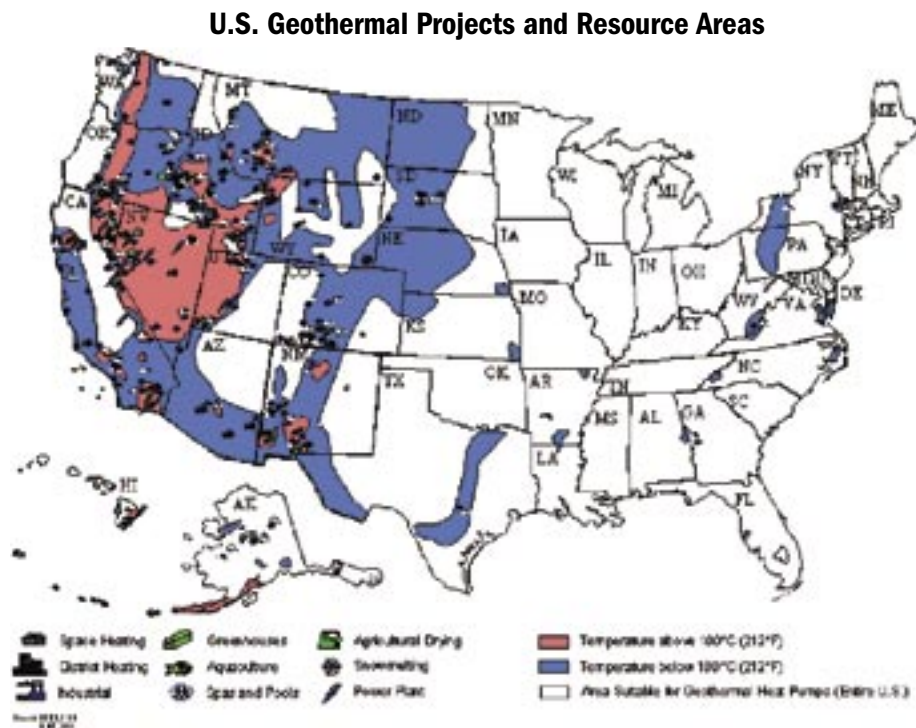 U.S. Geothermal Projects and Resource Areas
WA
MT
ND
MN
ME
OR
ID
SD
WI
MI
NY
VT
NH
RI
CA
NV
WY
NE
IA
PA
IL
IN
OH
CO
MO
WV
VA
DE
KS
KY
AZ
NM
NC
OK
AR
TN
TX
SC
MS
AL
GA
LA
FL
HI
AK
Space Heating
Greenhouses
Agricultural Drying
Temperature above 100°C (212°F)
District Heating
Aquaculture
Snowmelting
Temperature below 100°C (212°F)
Industrial
Spas and Pools
Power Plant
Area Suitable for Geothermal Heat Pumps (Entire U.S.)